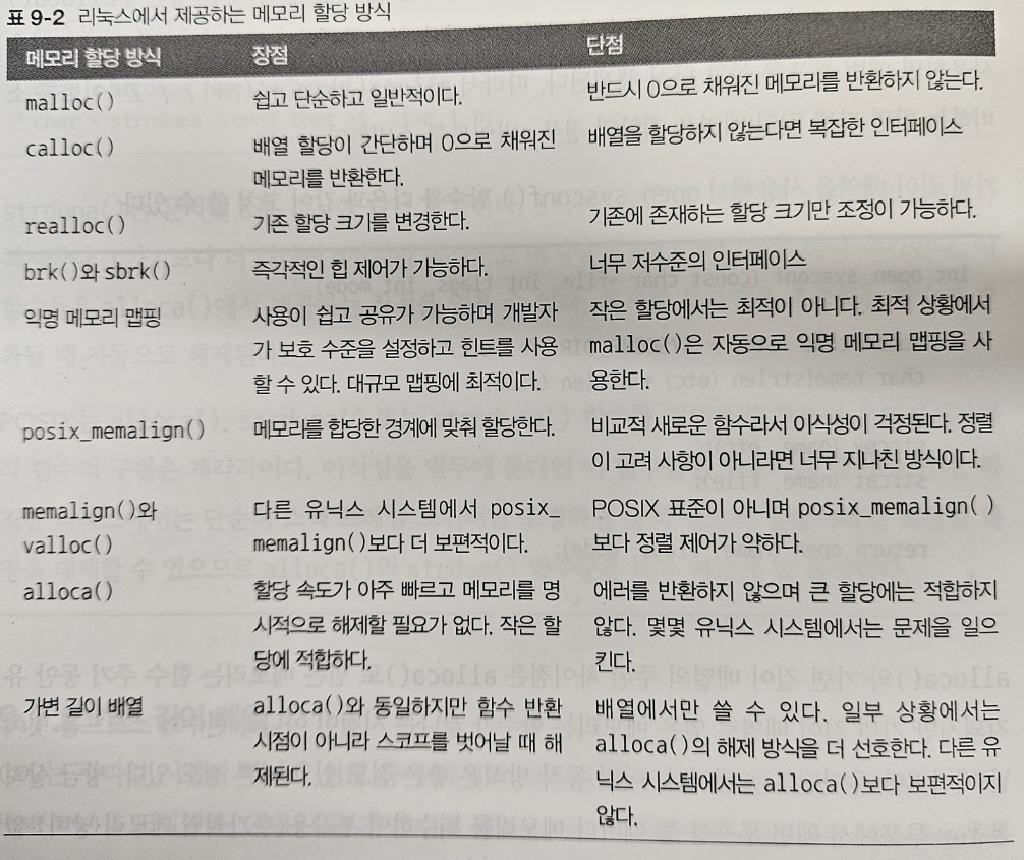 표 9-2 리눅스에서 제공하는 메모리 할당 방식
메모리 할당 방식 장점 단점
malloc() 쉽고 단순하고 일반적이다. 반드시 0으로 채워진 메모리를 반환하지 않는다.
calloc() 배열 할당이 간단하며 0으로 채워진 배열을 할당하지 않는다면 복잡한 인터페이스
메모리를 반환한다.
realloc() 기존 할당 크기를 변경한다. 기존에 존재하는 할당 크기만 조정이 가능하다.
brk()와 sbrk() 즉각적인 힙 제어가 가능하다. 너무 저수준의 인터페이스
익명 메모리 맵핑 사용이 쉽고 공유가 가능하며 개발자 작은 할당에서는 최적이 아니다. 최적 상황에서
가 보호 수준을 설정하고 힌트를 사용 malloc()은 자동으로 익명 메모리 맵핑을 사
할 수 있다. 대규모 맵핑에 최적이다. 용한다.
posix_memalign() 메모리를 합당한 경계에 맞춰 할당한다. 비교적 새로운 함수라서 이식성이 걱정된다. 정렬
이 고려 사항이 아니라면 너무 지나친 방식이다.
memalign()와 다른 유닉스 시스템에서 posix_ POSIX 표준이 아니며 posix_memalign()
valloc() memalign()보다 더 보편적이다. 보다 정렬 제어가 약하다.
alloca() 할당 속도가 아주 빠르고 메모리를 명 에러를 반환하지 않으며 큰 할당에는 적합하지
시적으로 해제할 필요가 없다. 작은 할 않다. 몇몇 유닉스 시스템에서는 문제을 일으
당에 적합하다. 킨다.
가변 길이 배열 alloca()와 동일하지만 함수 반환 배열에서만 쓸 수 있다. 일부 상황에서는
시점이 아니라 스코프를 벗어날 때 해 alloca()의 해제 방식을 더 선호한다. 다른 유
제된다. 닉스 시스템에서는 alloca()보다 보편적이지
않다.